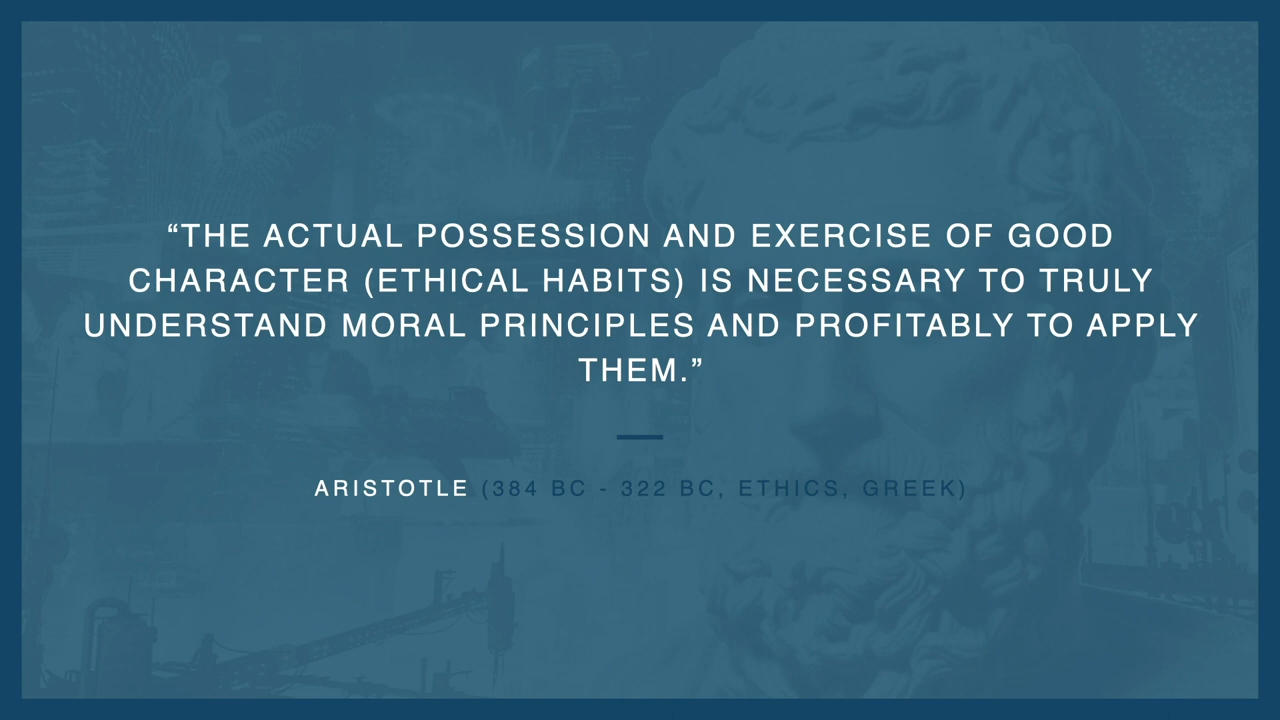 “THE ACTUAL POSSESSION AND EXERCISE OF GOOD
CHARACTER (ETHICAL HABITS) IS NECESSARY TO TRULY
UNDERSTAND MORAL PRINCIPLES AND PROFITABLY TO APPLY
THEM.”
ARISTOTLE (384 BC - 322 BC, ETHICS, GREEK)